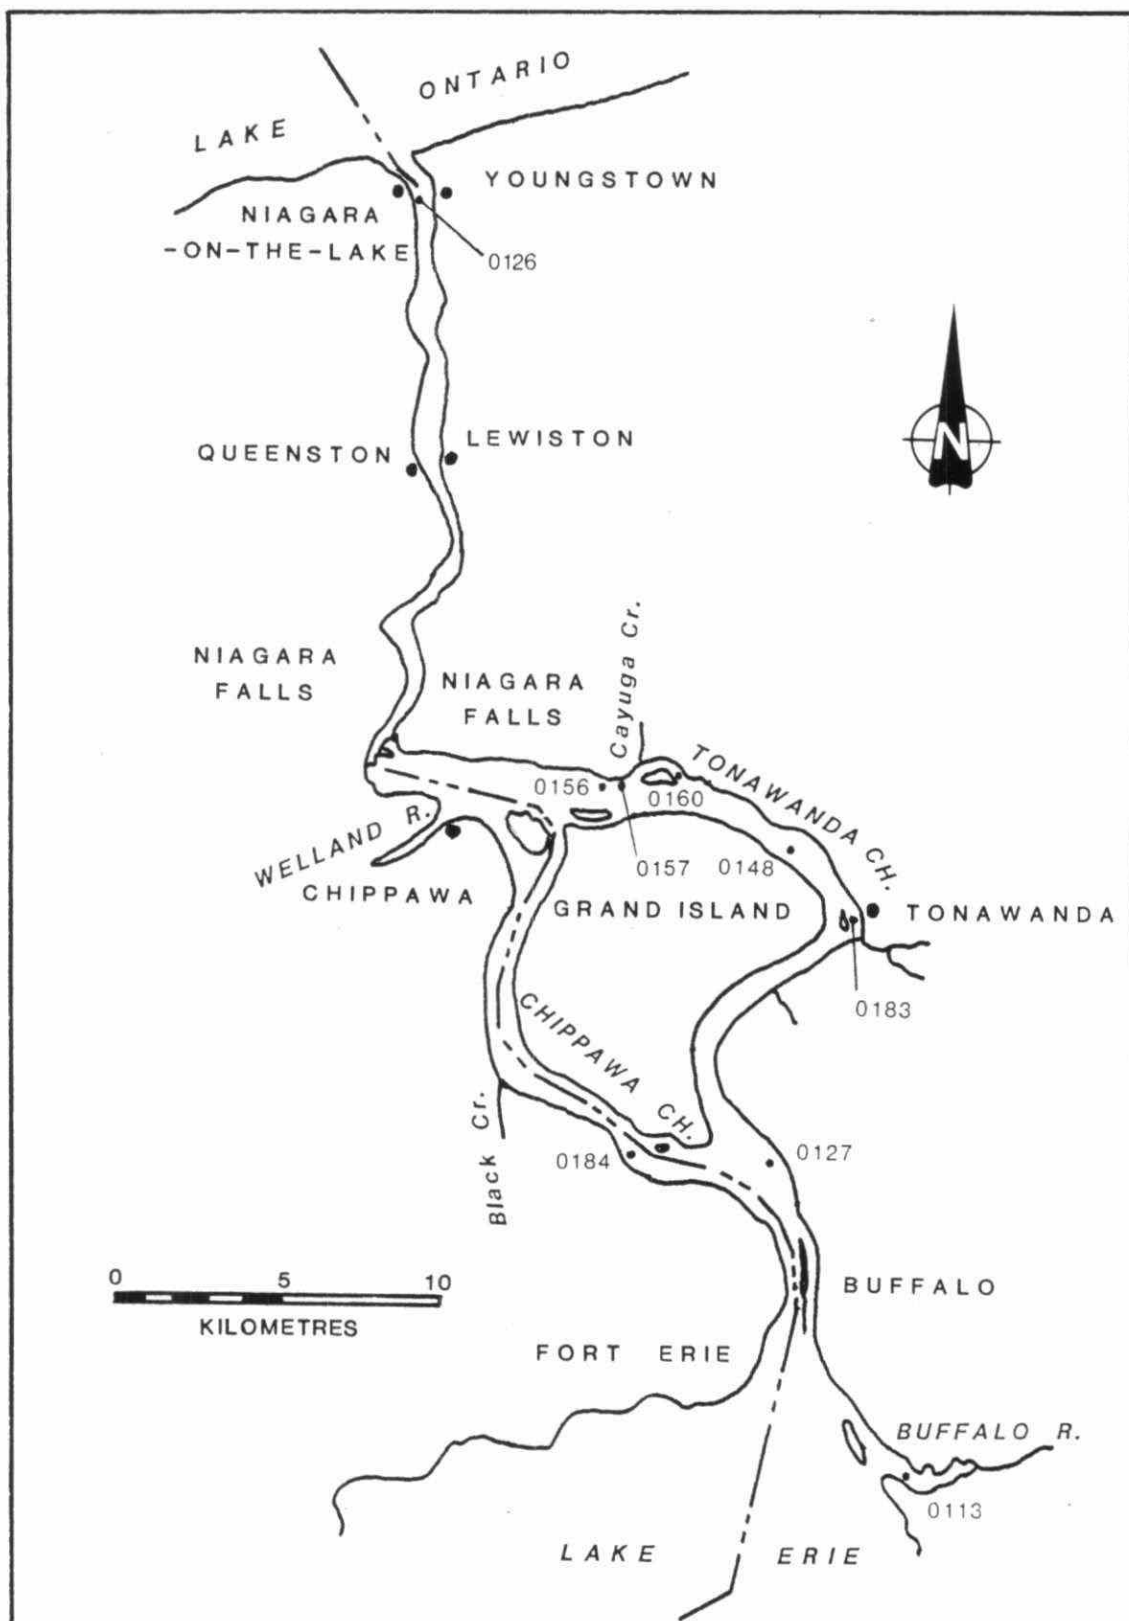 LAKE ONTARIO
YOUNGSTOWN
NIAGARA
-ON-THE-LAKE
0126
N
QUEENSTON
LEWISTON
NIAGARA
FALLS
NIAGARA
FALLS
Cayuga Cr.
TONAWANDA CH.
0156
0160
WELLAND R.
0157
0148
CHIPPAWA
GRAND ISLAND
TONAWANDA
0183
CHIPPAWA CH.
Black Cr.
0184
0127
0 5 10
KILOMETRES
BUFFALO
FORT ERIE
BUFFALO R.
0113
LAKE ERIE